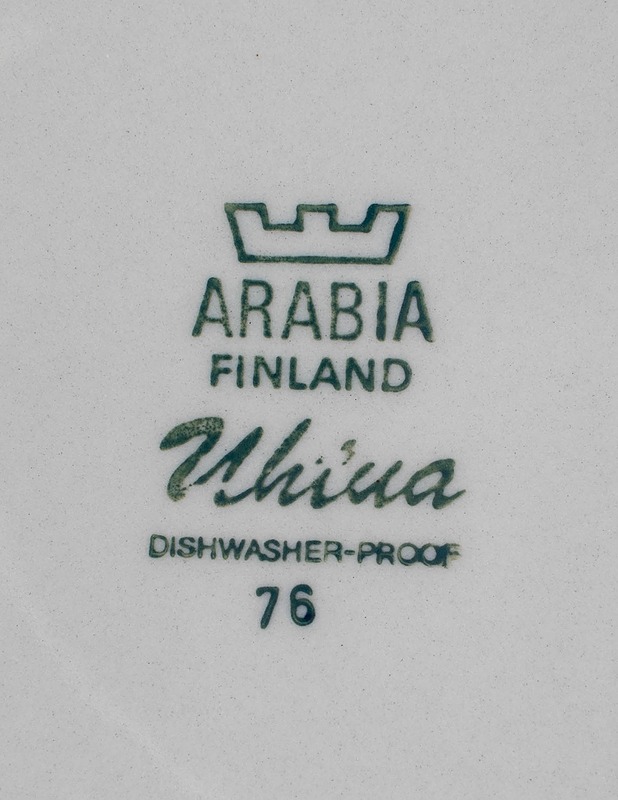 ARABIA
FINLAND
Uhtua
DISHWASHER-PROOF
76